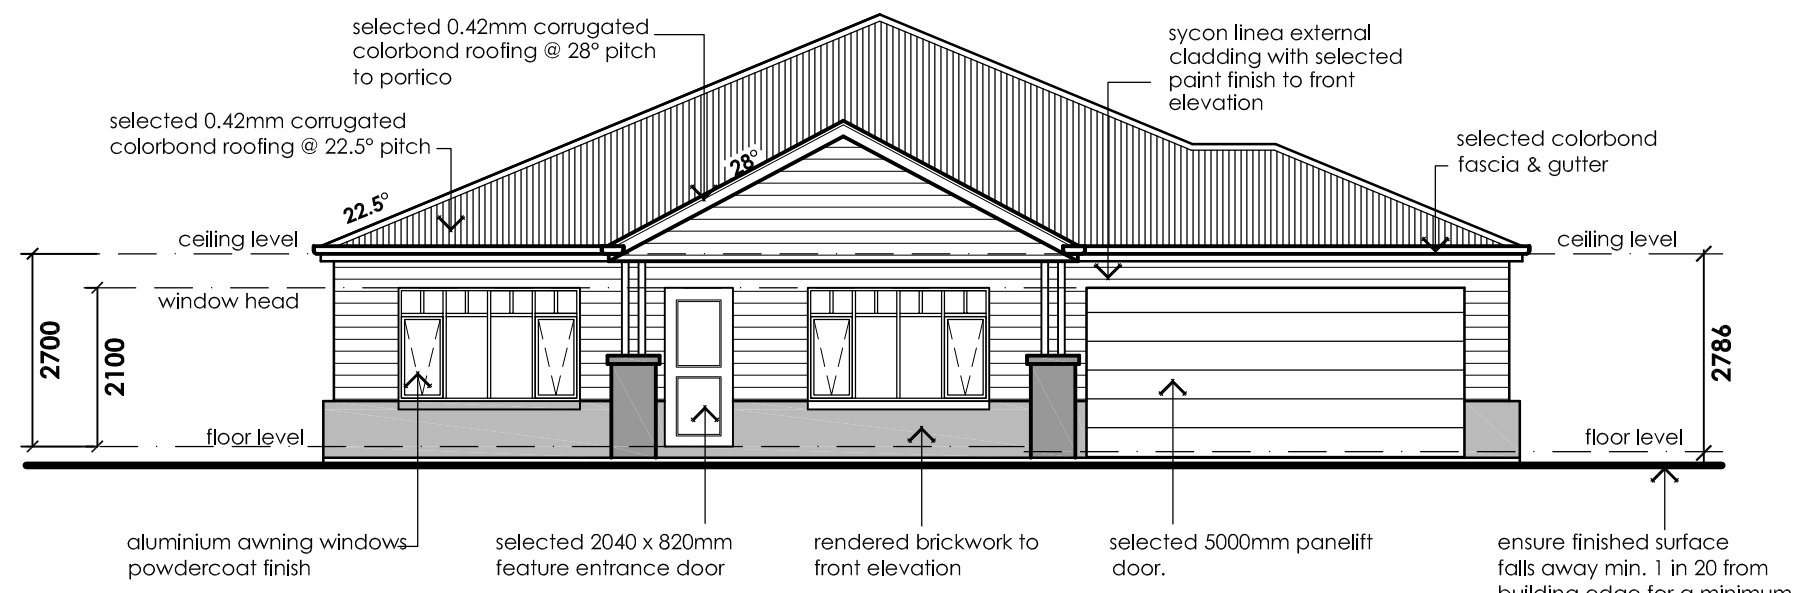 selected 0.42mm corrugated
colorbond roofing @ 28° pitch
to portico
sycon linea external
cladding with selected
paint finish to front
elevation
selected 0.42mm corrugated
colorbond roofing @ 22.5° pitch
selected colorbond
fascia & gutter
28°
22.5°
ceiling level
ceiling level
window head
2700
2100
2786
floor level
floor level
aluminium awning windows
powdercoat finish
selected 2040 x 820mm
feature entrance door
rendered brickwork to
front elevation
selected 5000mm panelift
door.
ensure finished surface
falls away min. 1 in 20 from
building edge for a minimum